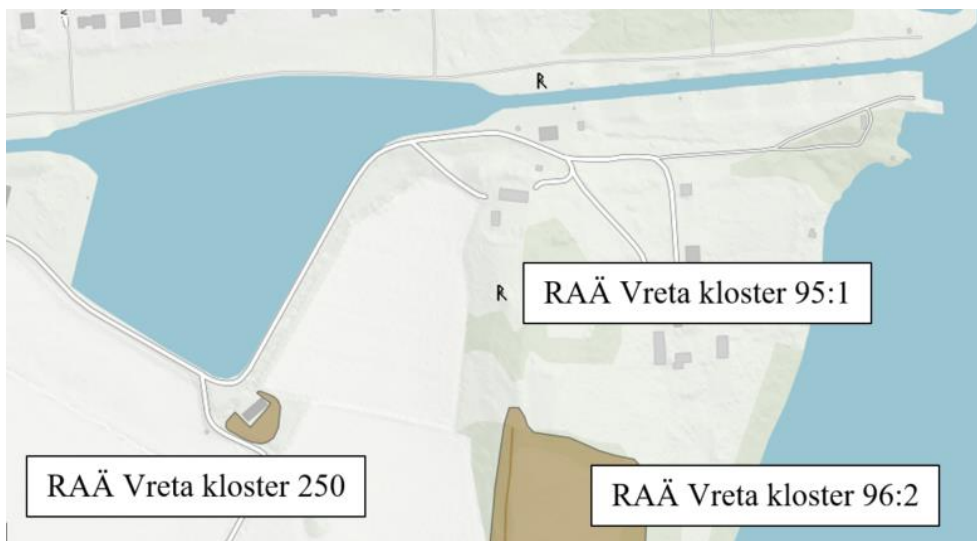 R
R
RAÄ Vreta kloster 95:1
RAÄ Vreta kloster 250
RAÄ Vreta kloster 96:2